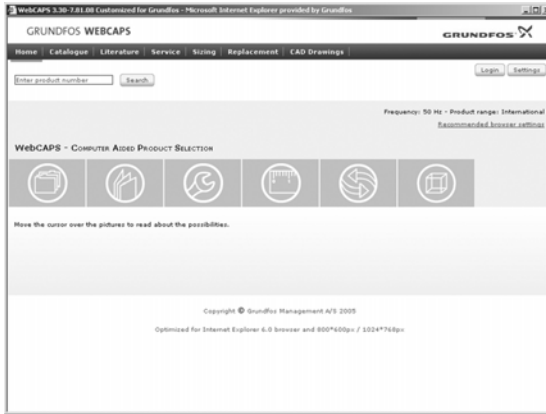 WebCAPS 3.30-7.01.08 Customized for Grundfos - Microsoft Internet Explorer provided by Grundfos
GRUNDFOS WEBCAPS
GRUNDFOS
Home | Catalogue | Literature | Service | Sizing | Replacement | CAD Drawings
Login Settings
Enter product number Search
Frequency: 50 Hz - Product range: International
Recommended browser settings
WebCAPS - Computer Aided Product Selection
Move the cursor over the pictures to read about the possibilities.
Copyright © Grundfos Management A/S 2005
Optimized for Internet Explorer 6.0 browser and 800*600px / 1024*768px